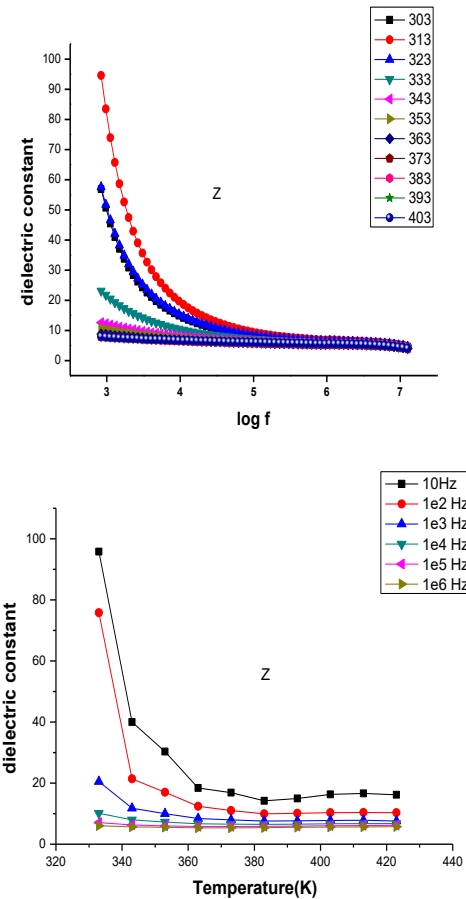 303
313
323
333
343
353
363
373
383
393
403
100
90
80
70
60
50
40
30
20
10
0
Z
dielectric constant
3 4 5 6 7
log f
10Hz
1e2 Hz
1e3 Hz
1e4 Hz
1e5 Hz
1e6 Hz
100
80
60
40
20
0
Z
dielectric constant
320 340 360 380 400 420 440
Temperature(K)